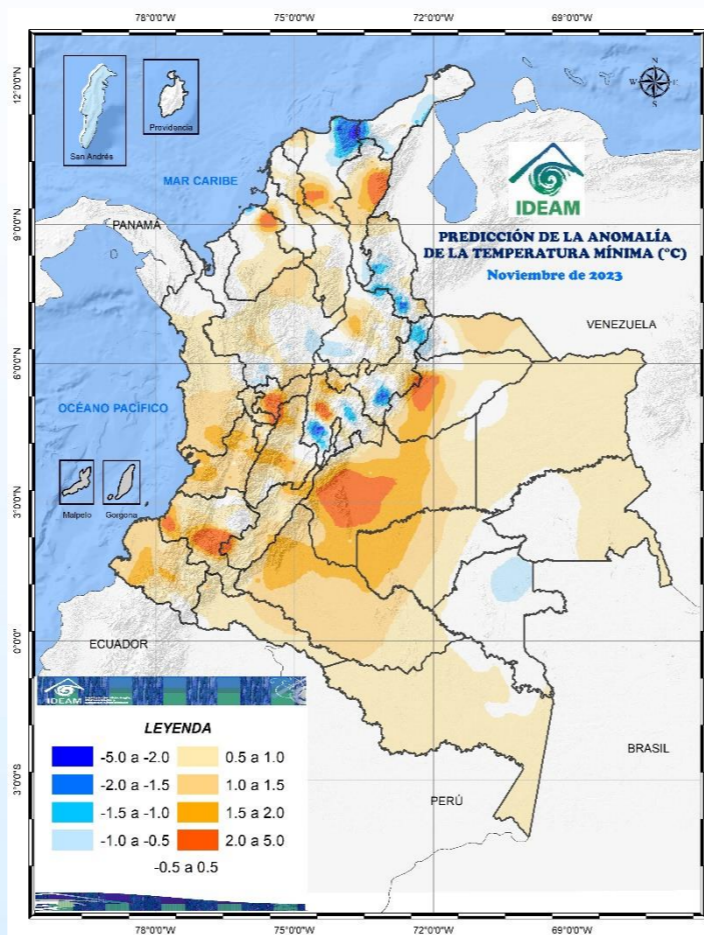 78°0'0"W 75°0'0"W 72°0'0"W 69°0'0"W
12°0'0"N
9°0'0"N
6°0'0"N
3°0'0"N
0°0'0"
3°0'0"S
N
W E
S
San Andrés
Providencia
MAR CARIBE
IDEAM
PANAMÁ
PREDICCIÓN DE LA ANOMALÍA
DE LA TEMPERATURA MÍNIMA (°C)
Noviembre de 2023
VENEZUELA
OCÉANO PACÍFICO
Malpelo
Gorgona
ECUADOR
IDEAM
LEYENDA
-5.0 a -2.0 0.5 a 1.0
-2.0 a -1.5 1.0 a 1.5
-1.5 a -1.0 1.5 a 2.0
-1.0 a -0.5 2.0 a 5.0
-0.5 a 0.5
BRASIL
PERÚ
78°0'0"W 75°0'0"W 72°0'0"W 69°0'0"W